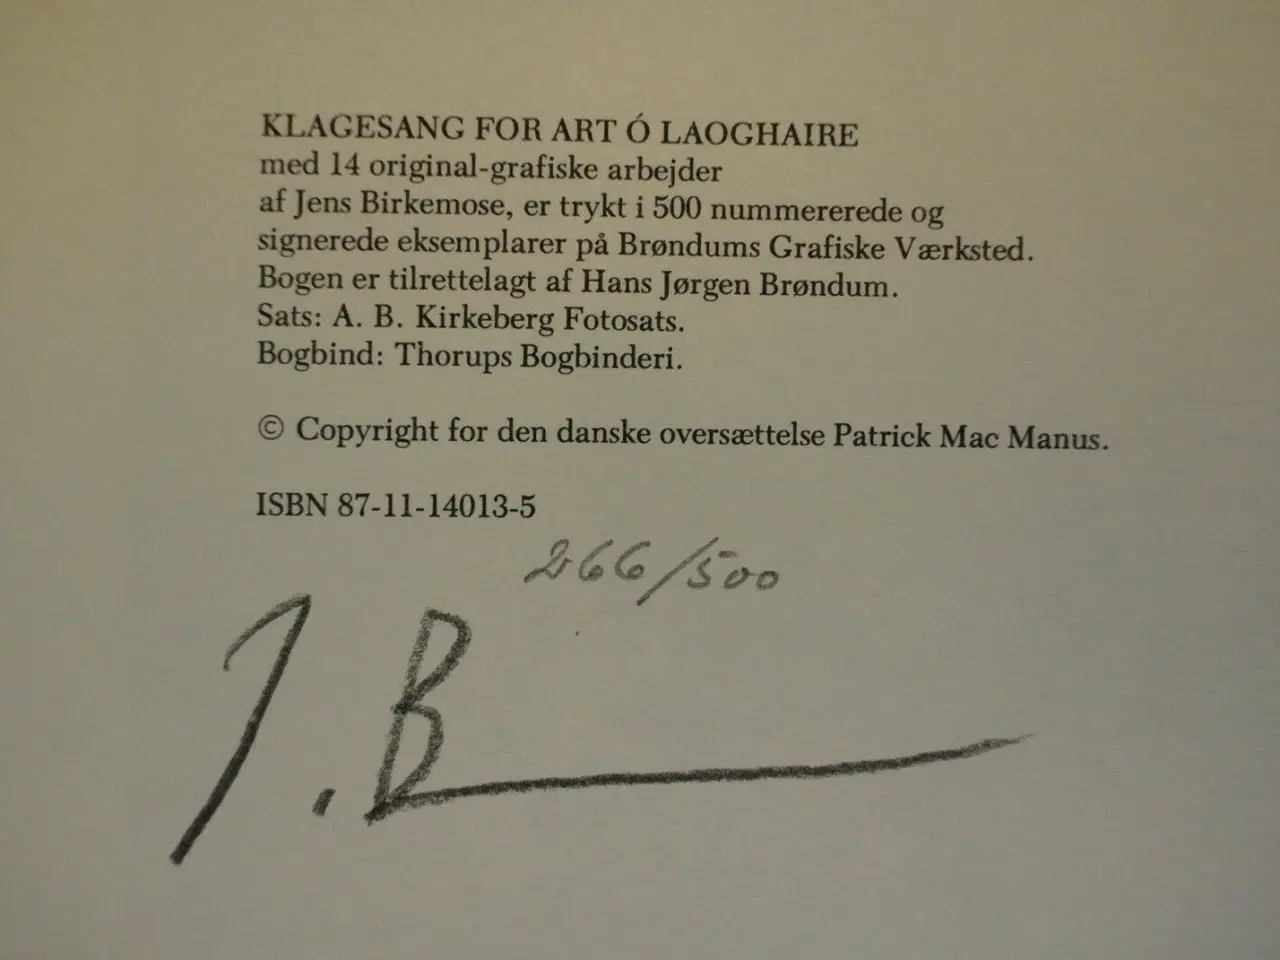 KLAGESANG FOR ART Ó LAOGHAIRE
med 14 original-grafiske arbejder
af Jens Birkemose, er trykt i 500 nummererede og
signerede eksemplarer på Brøndums Grafiske Værksted.
Bogen er tilrettelagt af Hans Jørgen Brøndum.
Sats: A. B. Kirkeberg Fotosats.
Bogbind: Thorups Bogbinderi.
© Copyright for den danske oversættelse Patrick Mac Manus.
ISBN 87-11-14013-5
266/500
J. B